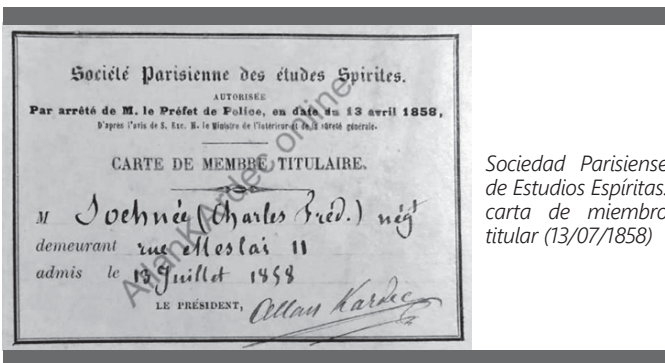 Société Parisienne des études Spirites.
AUTORISÉE
Par arrêté de M. le Préfet de Police, en date du 13 avril 1858,
D'après l'avis de S. Exc. M. le Ministre de l'Intérieur et de la sûreté générale.
CARTE DE MEMBRE TITULAIRE.
M (Charles Fréd.) négt
demeurant rue Meslai 11
admis le 13 Juillet 1858
LE PRÉSIDENT, Allan Kardec
AllanKardec.online
Sociedad Parisiense
de Estudios Espíritas:
carta de miembro
titular (13/07/1858)